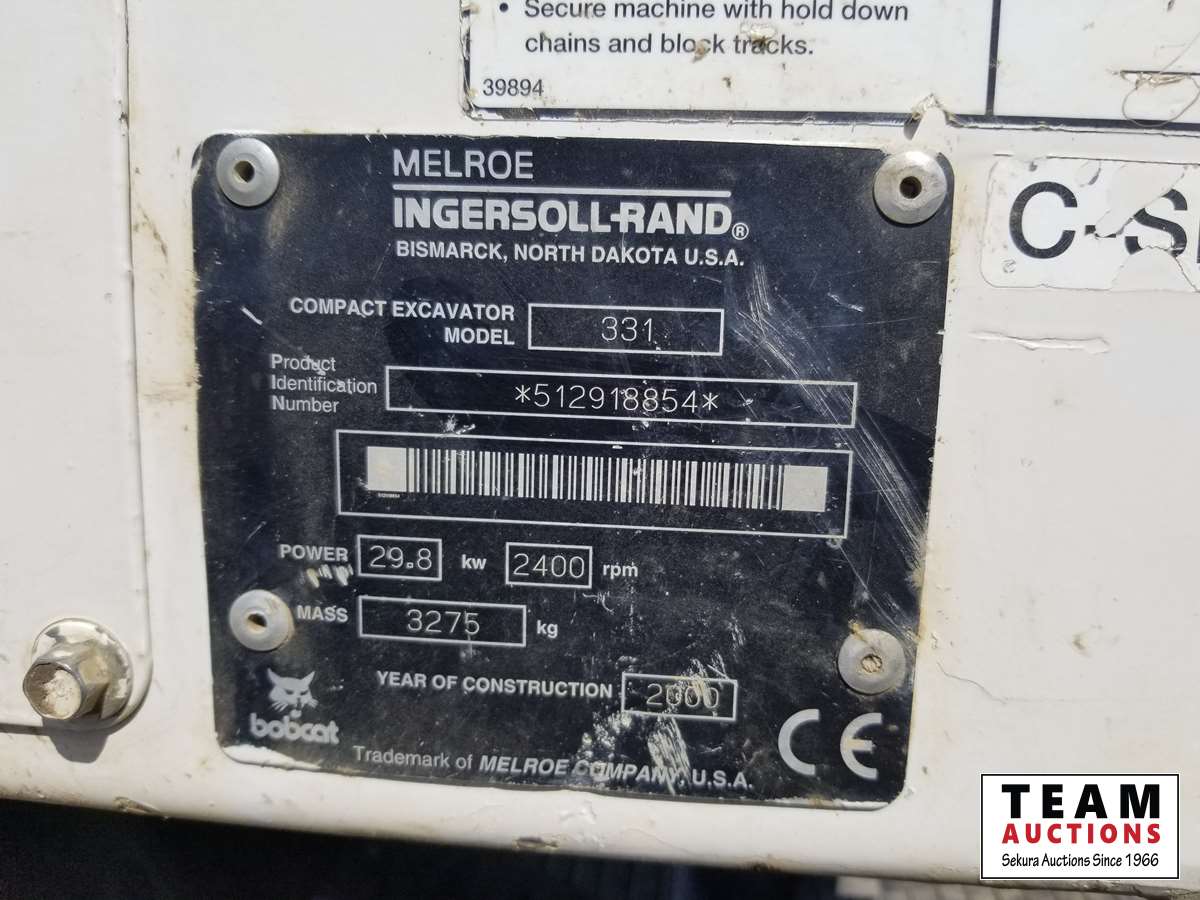 • Secure machine with hold down
chains and block tracks.
39894
MELROE
INGERSOLL-RAND®
BISMARCK, NORTH DAKOTA U.S.A.
C-S
COMPACT EXCAVATOR
MODEL
331
Product
Identification
Number
*512918854*
POWER 29.8 kw 2400 rpm
MASS 3275 kg
YEAR OF CONSTRUCTION 2000
bobcat
CE
Trademark of MELROE COMPANY, U.S.A.
TEAM
AUCTIONS
Sekura Auctions Since 1966